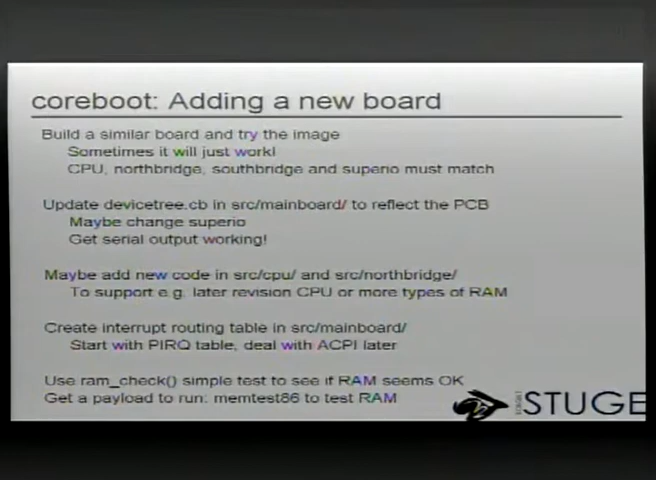 coreboot: Adding a new board
Build a similar board and try the image
Sometimes it will just work!
CPU, northbridge, southbridge and superio must match
Update devicetree.cb in src/mainboard/ to reflect the PCB
Maybe change superio
Get serial output working!
Maybe add new code in src/cpu/ and src/northbridge/
To support e.g. later revision CPU or more types of RAM
Create interrupt routing table in src/mainboard/
Start with PIRQ table, deal with ACPI later
Use ram_check() simple test to see if RAM seems OK
Get a payload to run: memtest86 to test RAM
STUGE